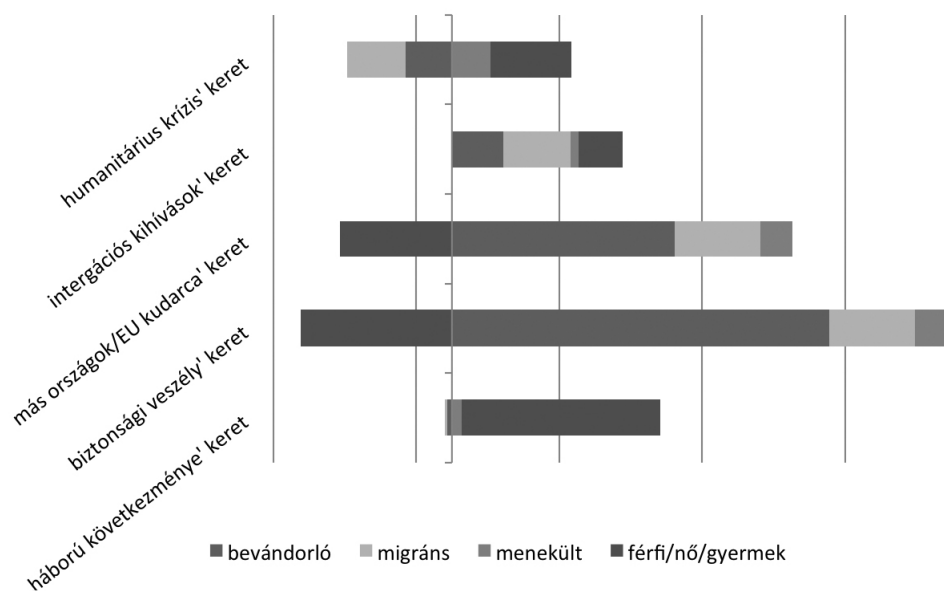 humanitárius krízis' keret
intergációs kihívások' keret
más országok/EU kudarca' keret
biztonsági veszély' keret
háború következménye' keret
bevándorló migráns menekült férfi/nő/gyermek